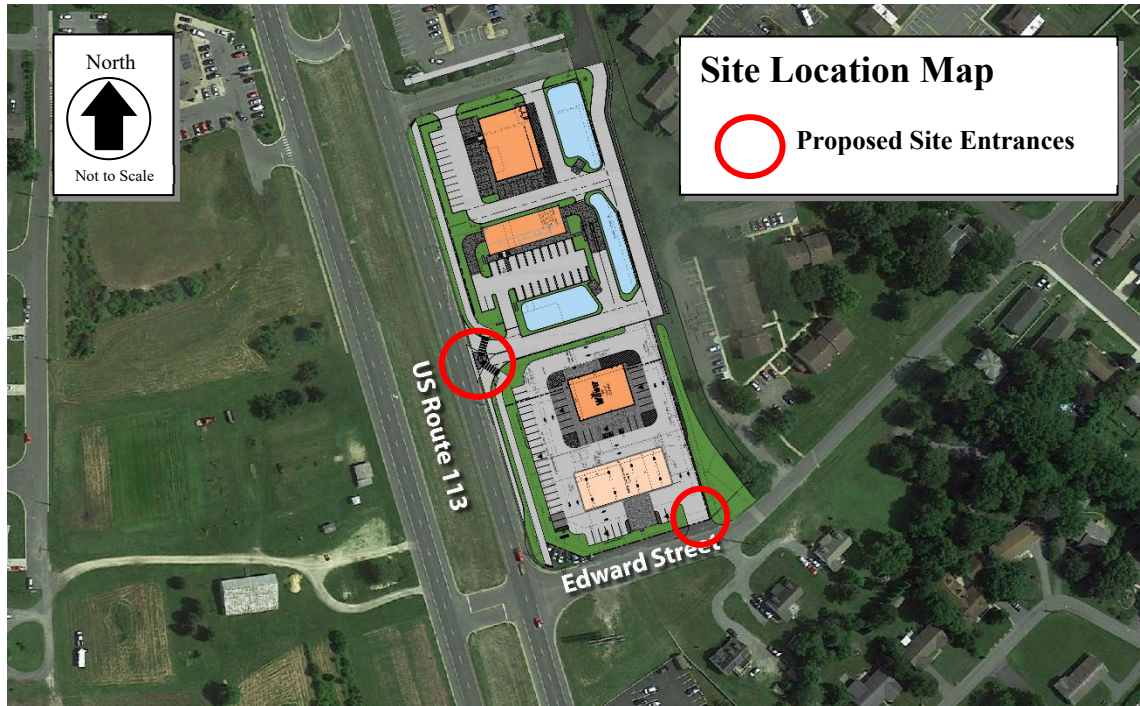 North
Not to Scale
Site Location Map
Proposed Site Entrances
US Route 113
Edward Street